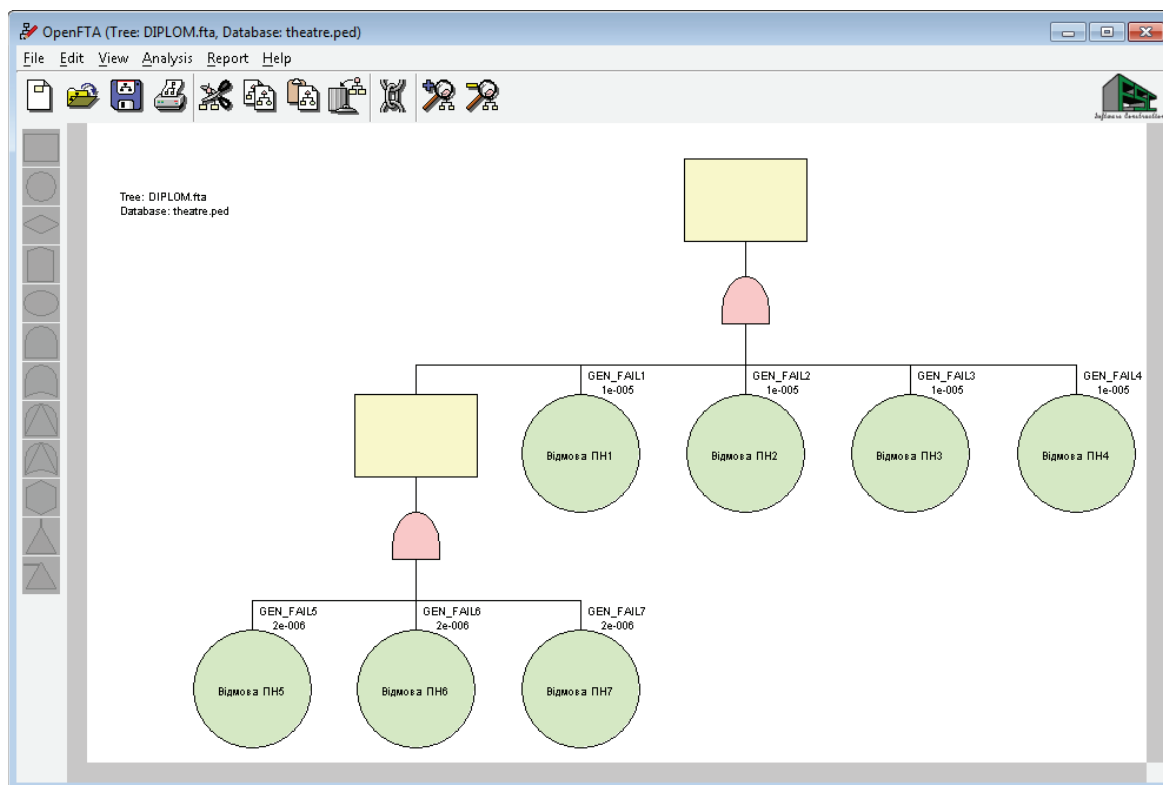 OpenFTA (Tree: DIPLOM.fta, Database: theatre.ped)
File Edit View Analysis Report Help
Software Construction
Tree: DIPLOM.fta
Database: theatre.ped
GEN_FAIL1
1e-005
GEN_FAIL2
1e-005
GEN_FAIL3
1e-005
GEN_FAIL4
1e-005
Відмова ПН1
Відмова ПН2
Відмова ПН3
Відмова ПН4
GEN_FAIL5
2e-006
GEN_FAIL6
2e-006
GEN_FAIL7
2e-006
Відмова ПН5
Відмова ПН6
Відмова ПН7